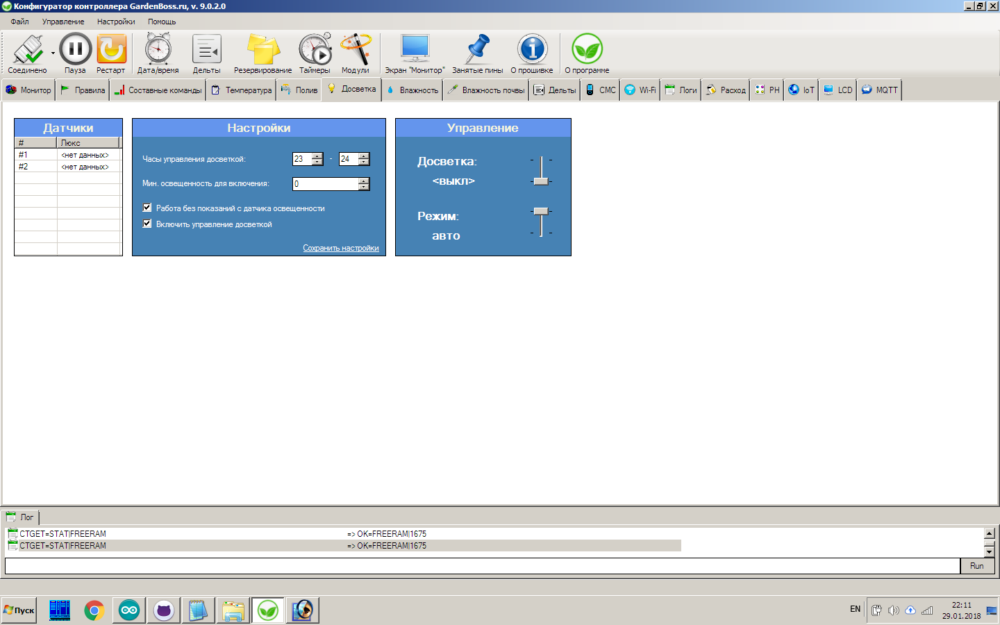 Конфигуратор контроллера GardenBoss.ru, v. 9.0.2.0
Файл Управление Настройки Помощь
Соединено Пауза Рестарт Дата/время Дельты Резервирование Таймеры Модули Экран "Монитор" Занятые пины О прошивке О программе
Монитор Правила Составные команды Температура Полив Досветка Влажность Влажность почвы Дельты СМС Wi-Fi Логи Расход PH IoT LCD MQTT
Датчики
# Люкс
#1 <нет данных>
#2 <нет данных>
Настройки
Часы управления досветкой: 23 - 24
Мин. освещенность для включения: 0
Работа без показаний с датчика освещенности
Включить управление досветкой
Сохранить настройки
Управление
Досветка:
<выкл>
Режим:
авто
Лог
CTGET=STAT|FREERAM => OK=FREERAM|1675
CTGET=STAT|FREERAM => OK=FREERAM|1675
Run
Пуск
EN
22:11
29.01.2018